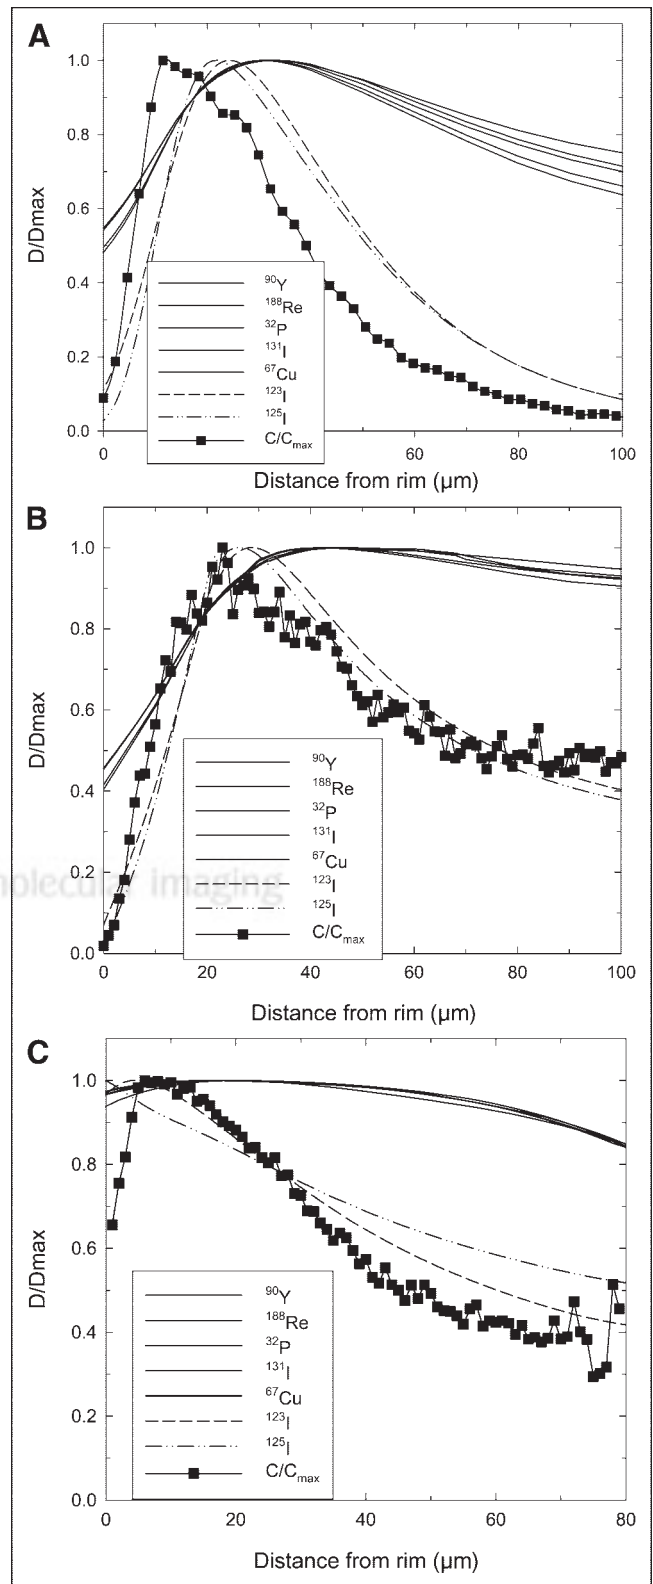 A
1.0
0.8
0.6
0.4
0.2
0.0
D/Dmax
⁹⁰Y
¹⁸⁸Re
³²P
¹³¹I
⁶⁷Cu
¹²³I
¹²⁵I
C/Cmax
0 60 80 100
Distance from rim (µm)
B
1.0
0.8
0.6
0.4
0.2
0.0
D/Dmax
⁹⁰Y
¹⁸⁸Re
³²P
¹³¹I
⁶⁷Cu
¹²³I
¹²⁵I
C/Cmax
molecular imaging
0 20 40 60 80 100
Distance from rim (µm)
C
1.0
0.8
0.6
0.4
0.2
0.0
D/Dmax
⁹⁰Y
¹⁸⁸Re
³²P
¹³¹I
⁶⁷Cu
¹²³I
¹²⁵I
C/Cmax
0 20 40 60 80
Distance from rim (µm)